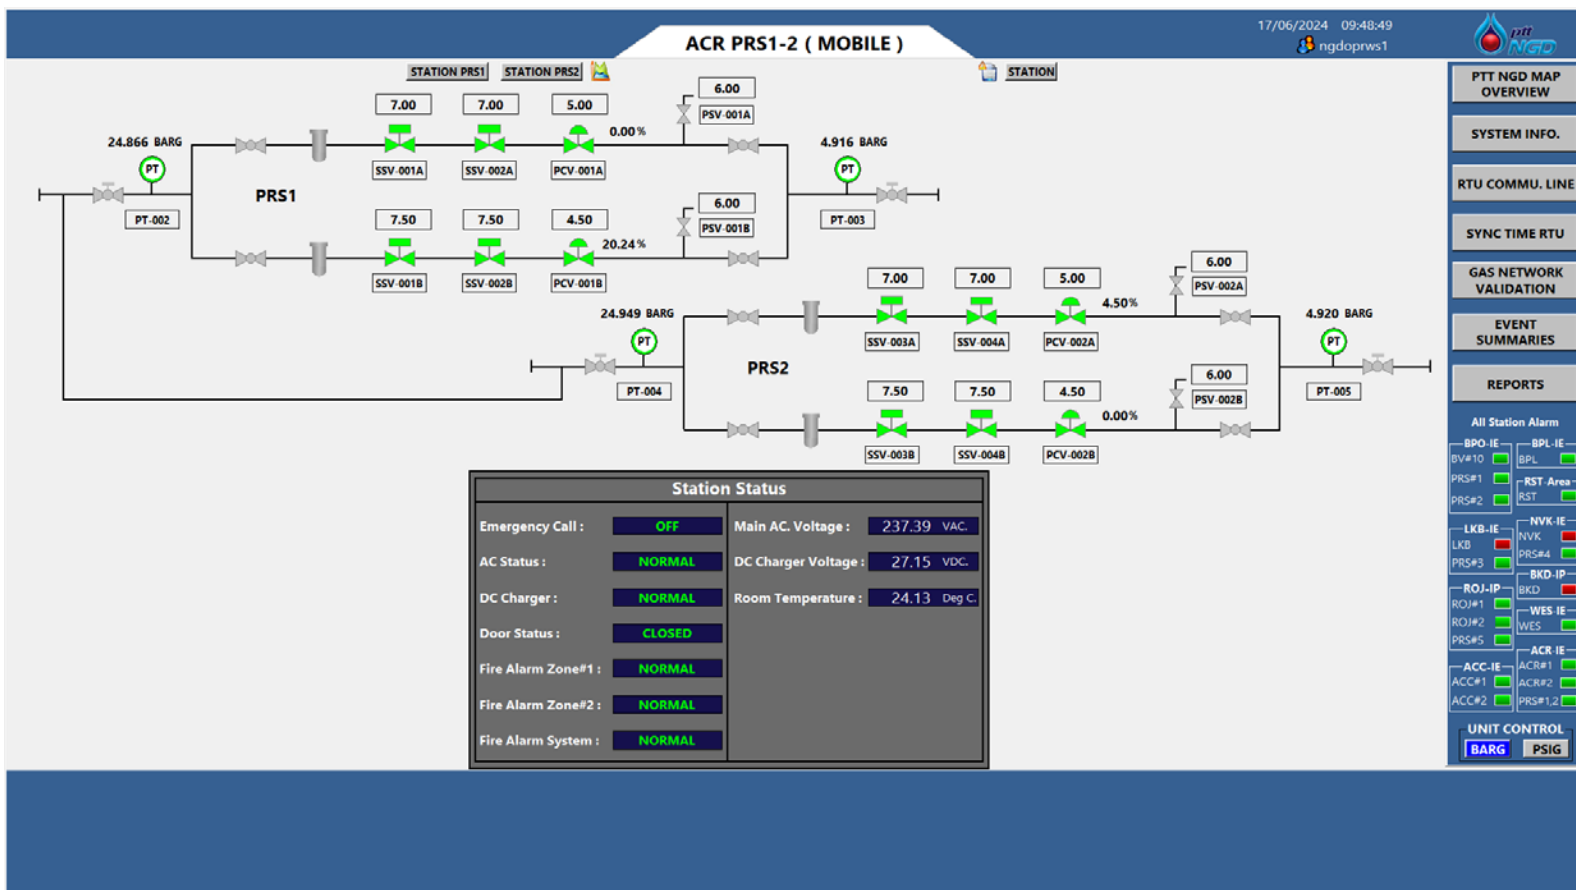 17/06/2024 09:48:49
ACR PRS1-2 ( MOBILE )
ngdoprws1
ptt
NGD
STATION PRS1
STATION PRS2
STATION
7.00
7.00
5.00
6.00
0.00%
PSV-001A
24.866 BARG
4.916 BARG
PT
SSV-001A
SSV-002A
PCV-001A
PT
PRS1
PT-002
7.50
7.50
4.50
6.00
PT-003
20.24%
PSV-001B
SSV-001B
SSV-002B
PCV-001B
7.00
7.00
5.00
6.00
4.50%
PSV-002A
24.949 BARG
4.920 BARG
PT
SSV-003A
SSV-004A
PCV-002A
PT
PRS2
PT-004
7.50
7.50
4.50
6.00
PT-005
0.00%
PSV-002B
SSV-003B
SSV-004B
PCV-002B
Station Status
Emergency Call : OFF
Main AC. Voltage : 237.39 VAC.
AC Status : NORMAL
DC Charger Voltage : 27.15 VDC.
DC Charger : NORMAL
Room Temperature : 24.13 Deg C.
Door Status : CLOSED
Fire Alarm Zone#1 : NORMAL
Fire Alarm Zone#2 : NORMAL
Fire Alarm System : NORMAL
PTT NGD MAP
OVERVIEW
SYSTEM INFO.
RTU COMMU. LINE
SYNC TIME RTU
GAS NETWORK
VALIDATION
EVENT
SUMMARIES
REPORTS
All Station Alarm
BPO-IE
BV#10
PRS#1
PRS#2
BPL-IE
BPL
RST-Area
RST
LKB-IE
LKB
PRS#3
NVK-IE
NVK
PRS#4
BKD-IP
BKD
ROJ-IP
ROJ#1
ROJ#2
PRS#5
WES-IE
WES
ACC-IE
ACC#1
ACC#2
ACR-IE
ACR#1
ACR#2
PRS#1,2
UNIT CONTROL
BARG
PSIG